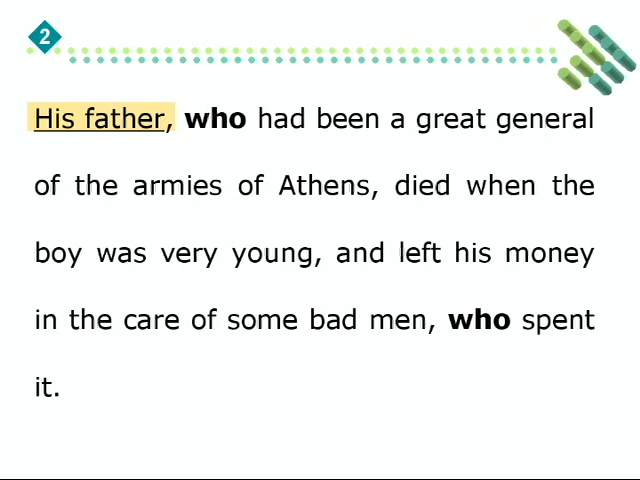 2
His father, who had been a great general
of the armies of Athens, died when the
boy was very young, and left his money
in the care of some bad men, who spent
it.